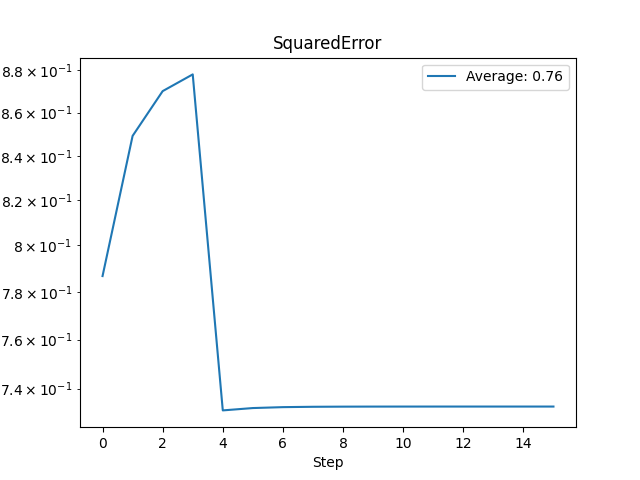 SquaredError
Average: 0.76
8.8 × 10⁻¹
8.6 × 10⁻¹
8.4 × 10⁻¹
8.2 × 10⁻¹
8 × 10⁻¹
7.8 × 10⁻¹
7.6 × 10⁻¹
7.4 × 10⁻¹
0 2 4 6 8 10 12 14
Step